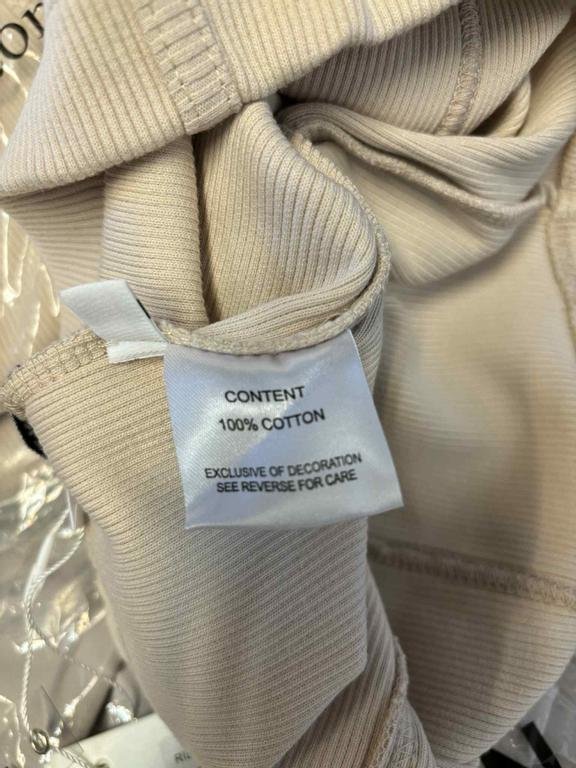 CONTENT
100% COTTON
EXCLUSIVE OF DECORATION
SEE REVERSE FOR CARE